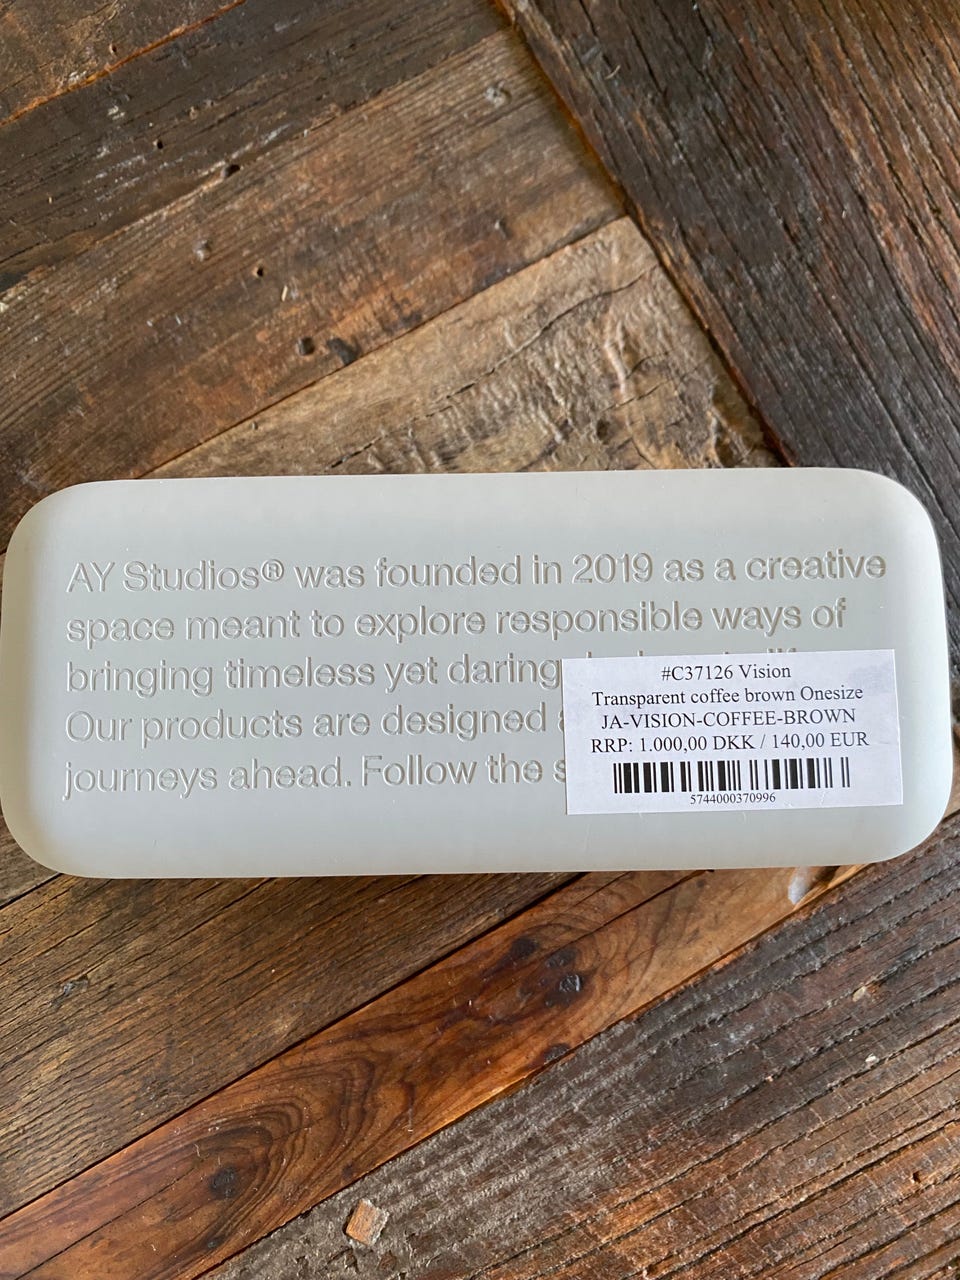 AY Studios® was founded in 2019 as a creative
space meant to explore responsible ways of
bringing timeless yet daring
Our products are designed
journeys ahead. Follow the
#C37126 Vision
Transparent coffee brown Onesize
JA-VISION-COFFEE-BROWN
RRP: 1.000,00 DKK / 140,00 EUR
5744000370996